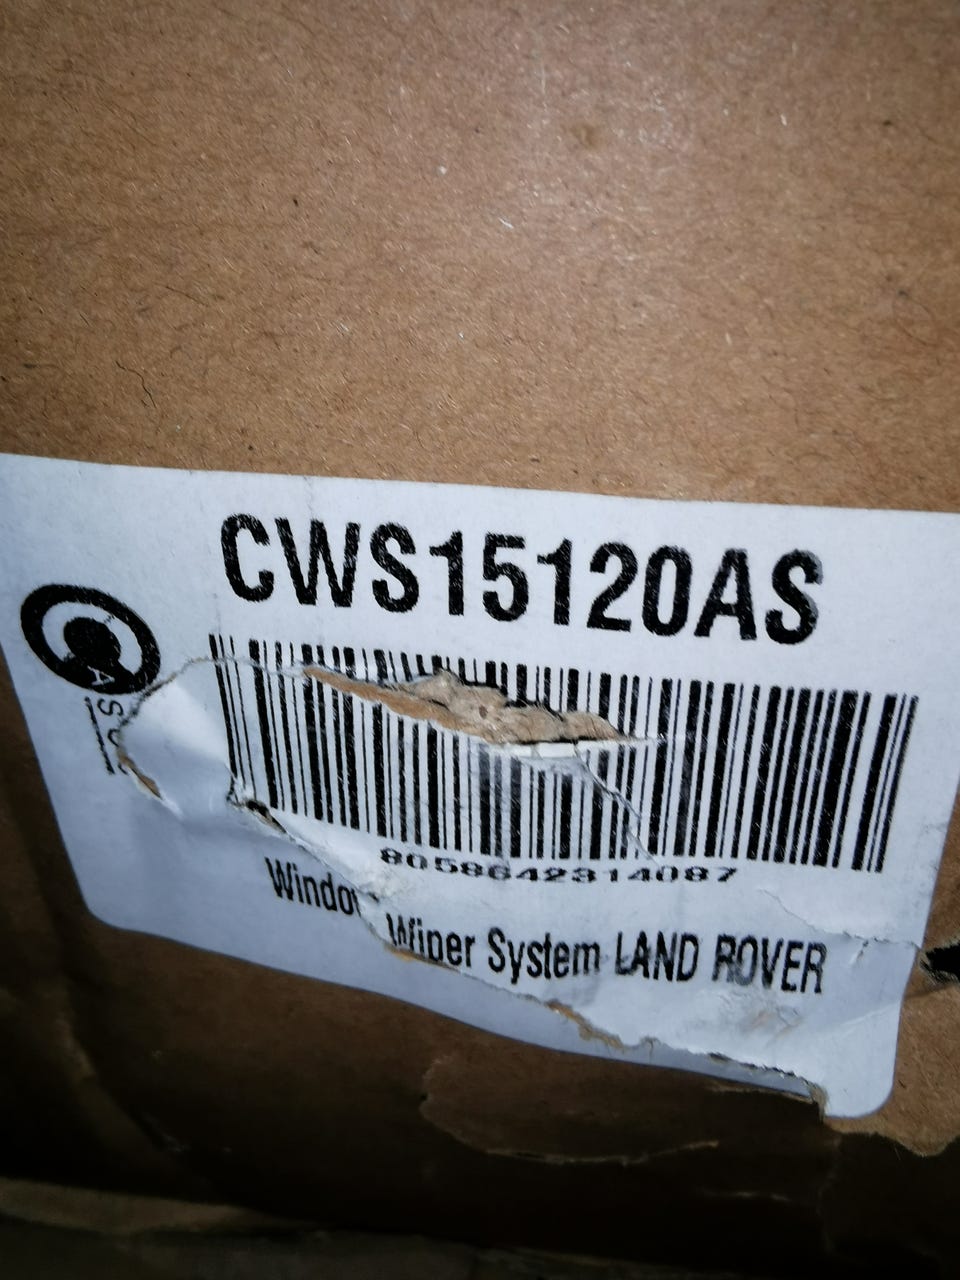 CWS15120AS
8058642314087
Window Wiper System LAND ROVER